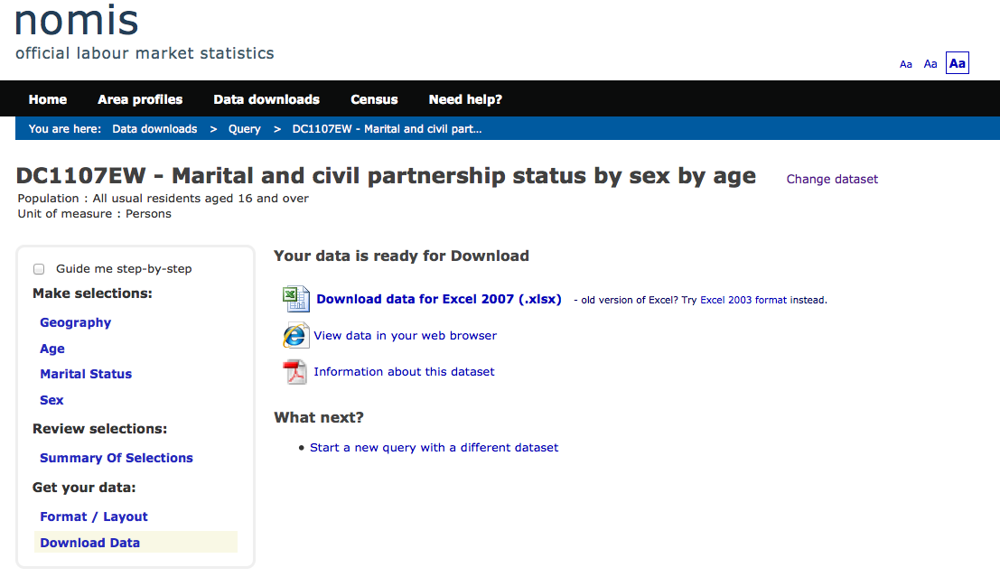 nomis
official labour market statistics
Aa Aa Aa
Home Area profiles Data downloads Census Need help?
You are here: Data downloads > Query > DC1107EW - Marital and civil part...
DC1107EW - Marital and civil partnership status by sex by age Change dataset
Population : All usual residents aged 16 and over
Unit of measure : Persons
Guide me step-by-step
Make selections:
Geography
Age
Marital Status
Sex
Review selections:
Summary Of Selections
Get your data:
Format / Layout
Download Data
Your data is ready for Download
Download data for Excel 2007 (.xlsx) - old version of Excel? Try Excel 2003 format instead.
View data in your web browser
Information about this dataset
What next?
• Start a new query with a different dataset